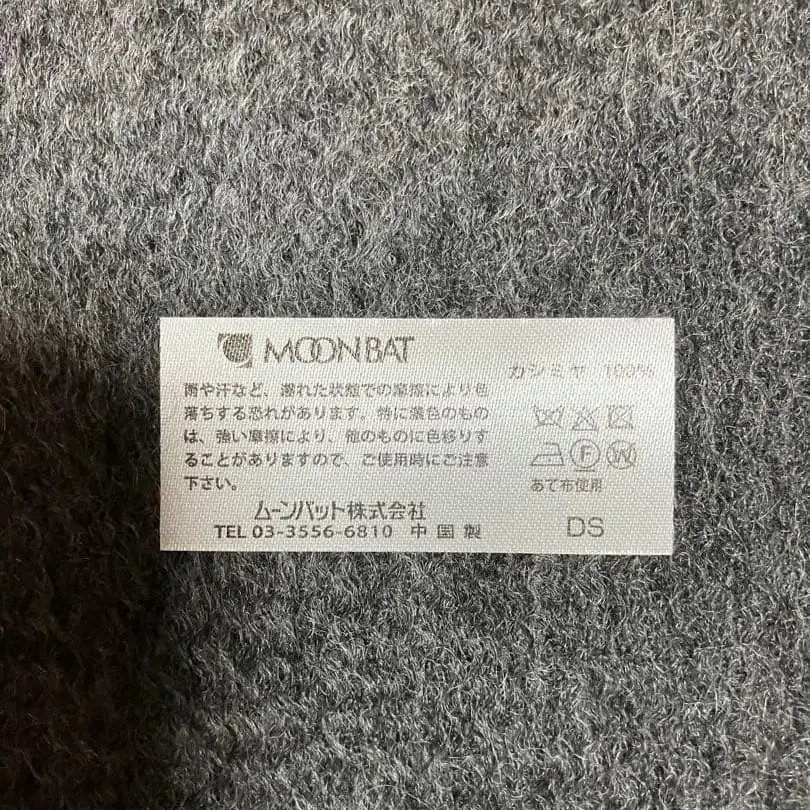 MOONBAT
カシミヤ 100%
雨や汗など、濡れた状態での摩擦により色
落ちする恐れがあります。特に濃色のもの
は、強い摩擦により、他のものに色移りす
ることがありますので、ご使用時にご注意
下さい。
F
W
あて布使用
ムーンバット株式会社
TEL 03-3556-6810 中国製
DS